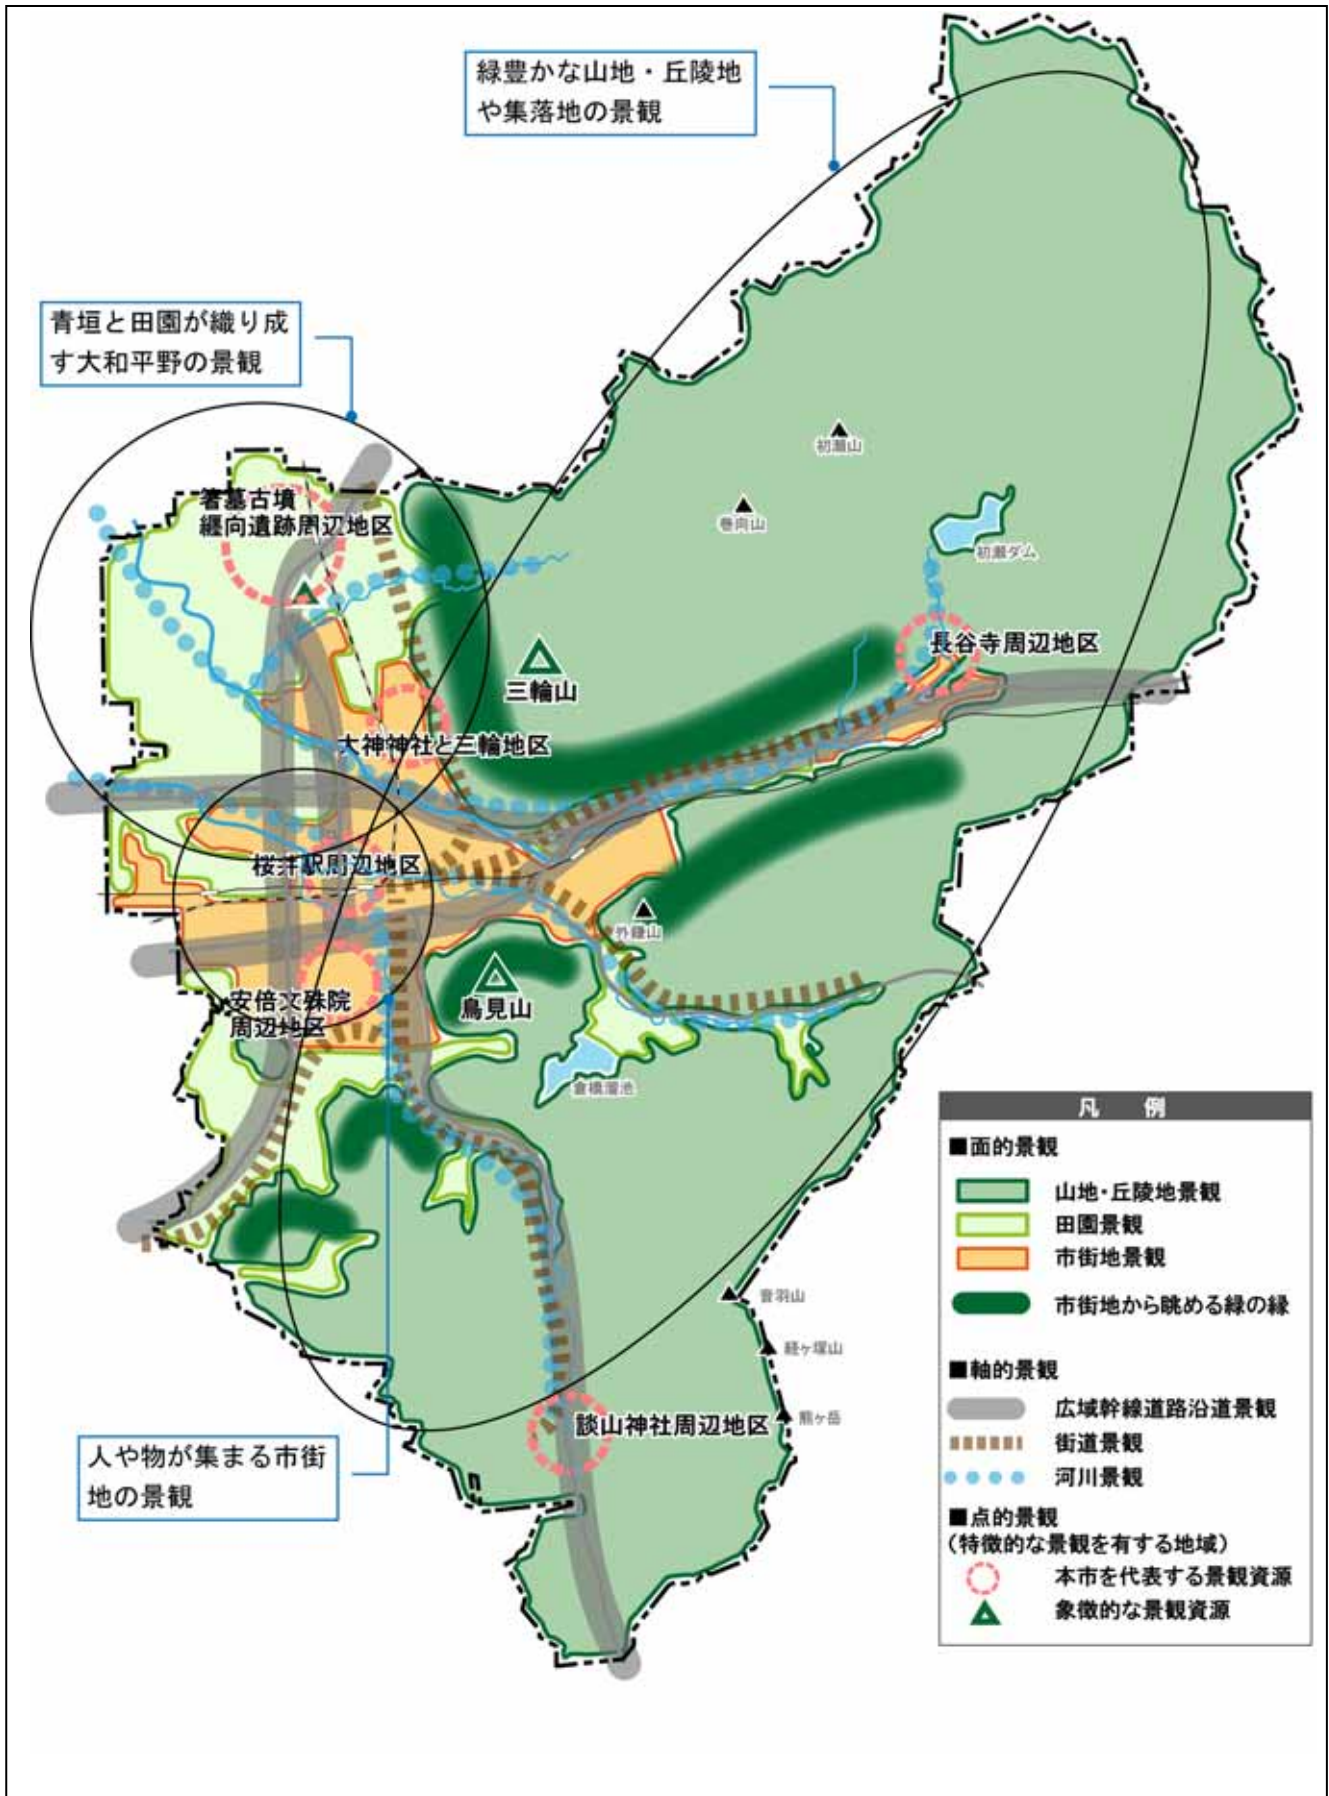 緑豊かな山地・丘陵地
や集落地の景観
青垣と田園が織り成
す大和平野の景観
初瀬山
巻向山
箸墓古墳
纒向遺跡周辺地区
初瀬ダム
長谷寺周辺地区
三輪山
大神神社と三輪地区
桜井駅周辺地区
外鎌山
安倍文殊院
周辺地区
鳥見山
倉橋溜池
音羽山
経ヶ塚山
熊ヶ岳
談山神社周辺地区
人や物が集まる市街
地の景観
凡 例
■面的景観
山地・丘陵地景観
田園景観
市街地景観
市街地から眺める緑の縁
■軸的景観
広域幹線道路沿道景観
街道景観
河川景観
■点的景観
（特徴的な景観を有する地域）
本市を代表する景観資源
象徴的な景観資源